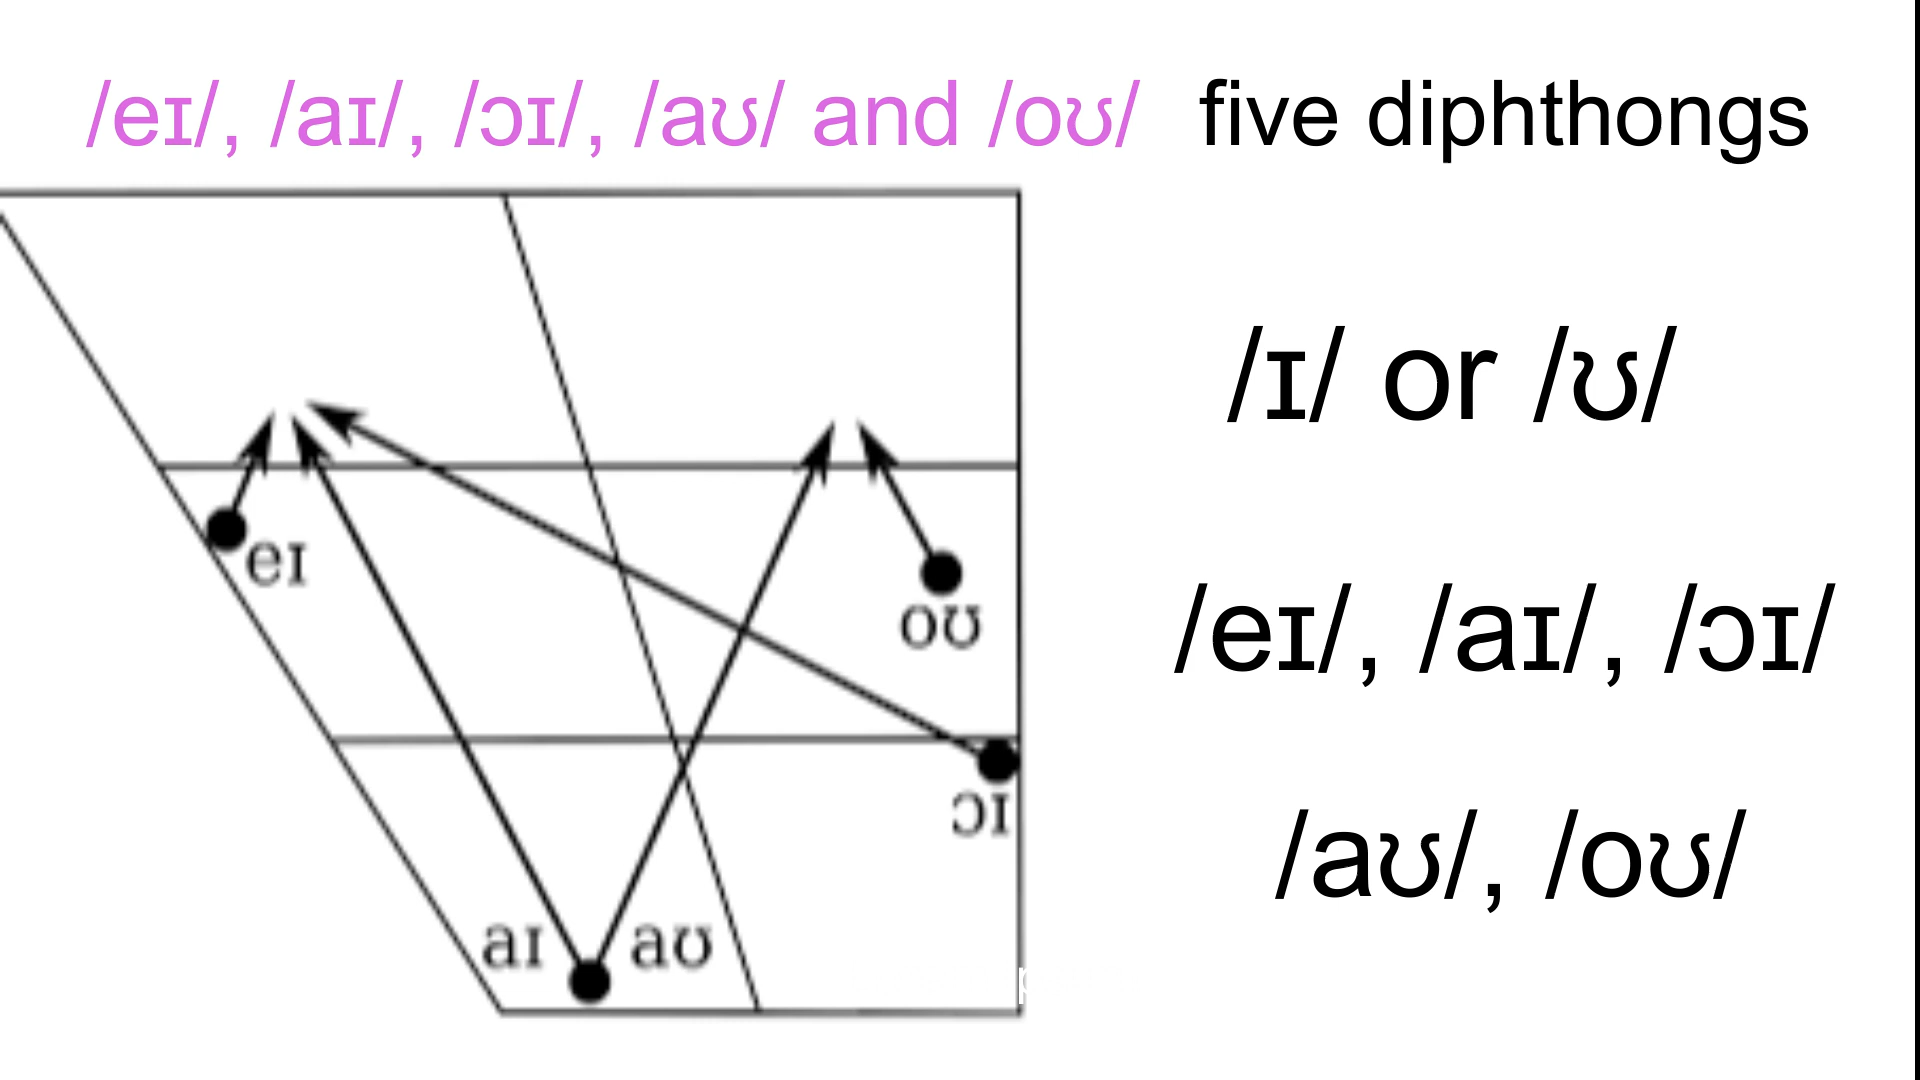 /eɪ/, /aɪ/, /ɔɪ/, /aʊ/ and /oʊ/ five diphthongs
/ɪ/ or /ʊ/
eɪ
/eɪ/, /aɪ/, /ɔɪ/
oʊ
ɔɪ
/aʊ/, /oʊ/
aɪ aʊ